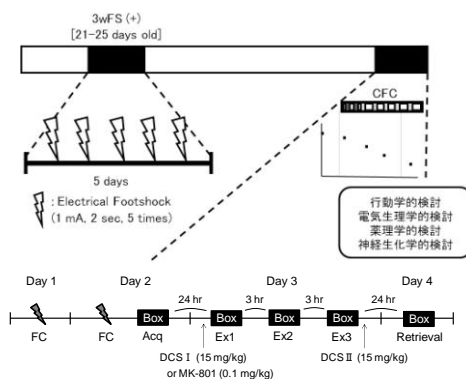 3wFS (+)
[21-25 days old]
CFC
5 days
: Electrical Footshock
(1 mA, 2 sec, 5 times)
行動学的検討
電気生理学的検討
薬理学的検討
神経生化学的検討
Day 1 Day 2 Day 3 Day 4
24 hr 3 hr 3 hr 24 hr
Box Box Box Box Box
FC FC Acq Ex1 Ex2 Ex3 Retrieval
DCS I (15 mg/kg) DCS II (15 mg/kg)
or MK-801 (0.1 mg/kg)